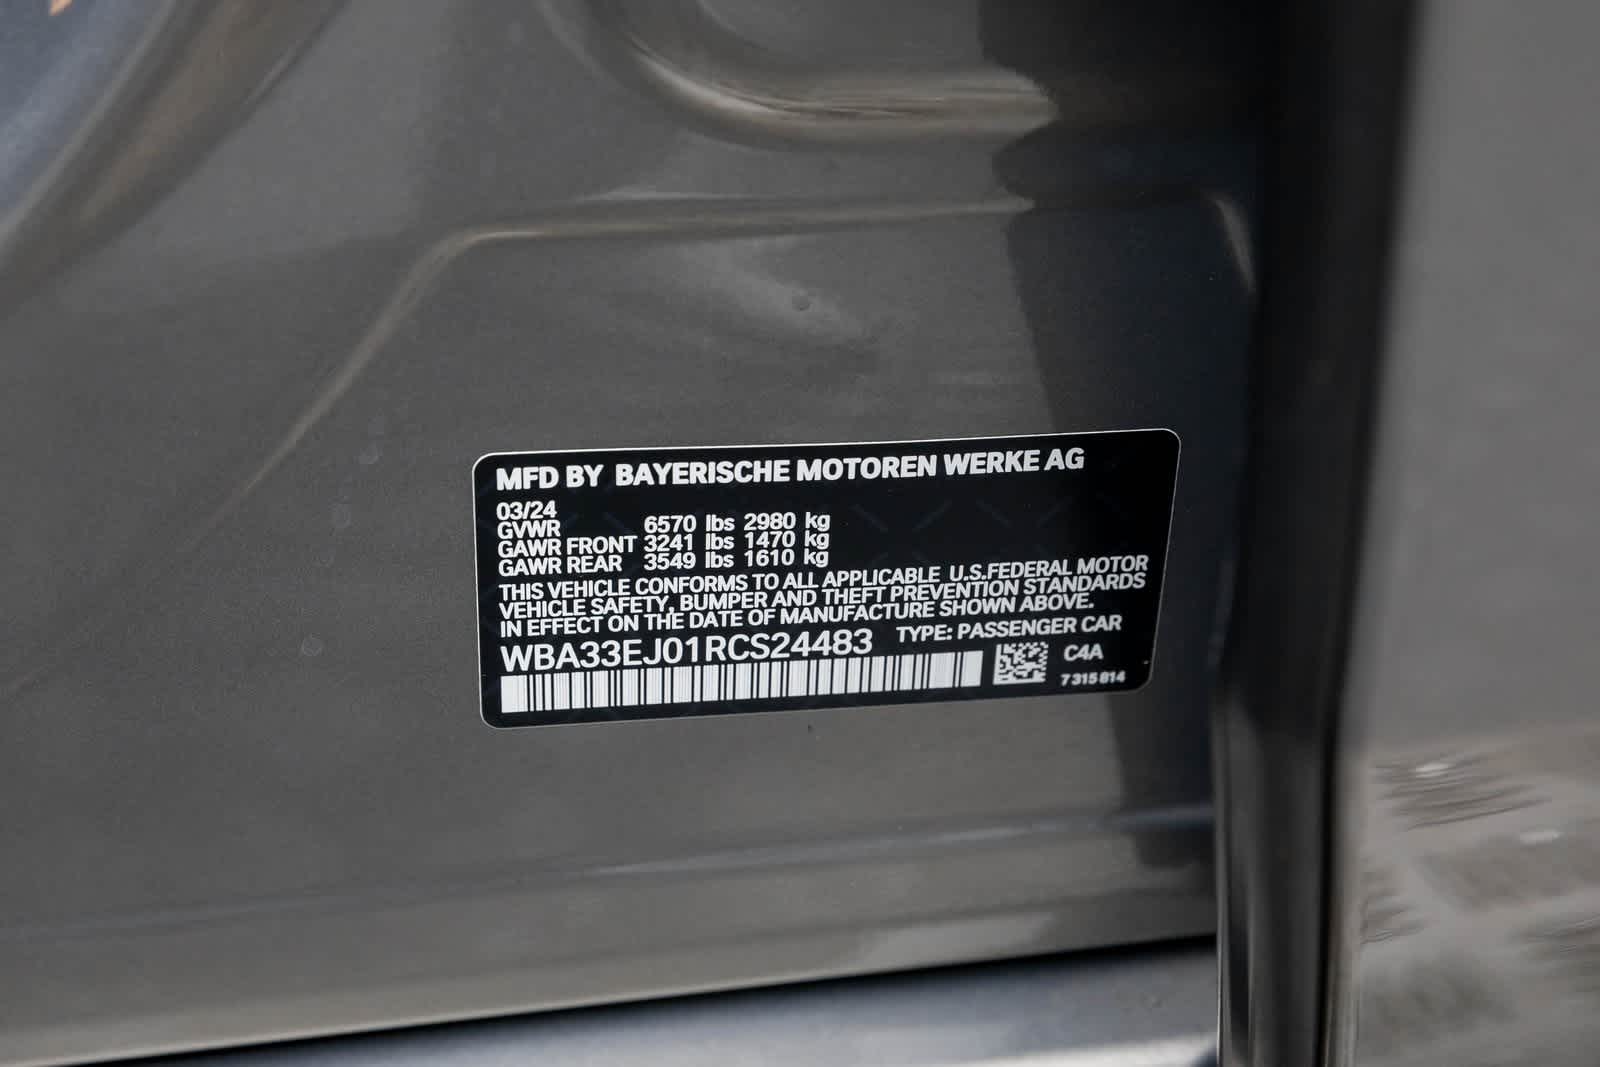 MFD BY BAYERISCHE MOTOREN WERKE AG
03/24
GVWR 6570 lbs 2980 kg
GAWR FRONT 3241 lbs 1470 kg
GAWR REAR 3549 lbs 1610 kg
THIS VEHICLE CONFORMS TO ALL APPLICABLE U.S.FEDERAL MOTOR
VEHICLE SAFETY, BUMPER AND THEFT PREVENTION STANDARDS
IN EFFECT ON THE DATE OF MANUFACTURE SHOWN ABOVE.
WBA33EJ01RCS24483 TYPE: PASSENGER CAR
C4A
7 315 814